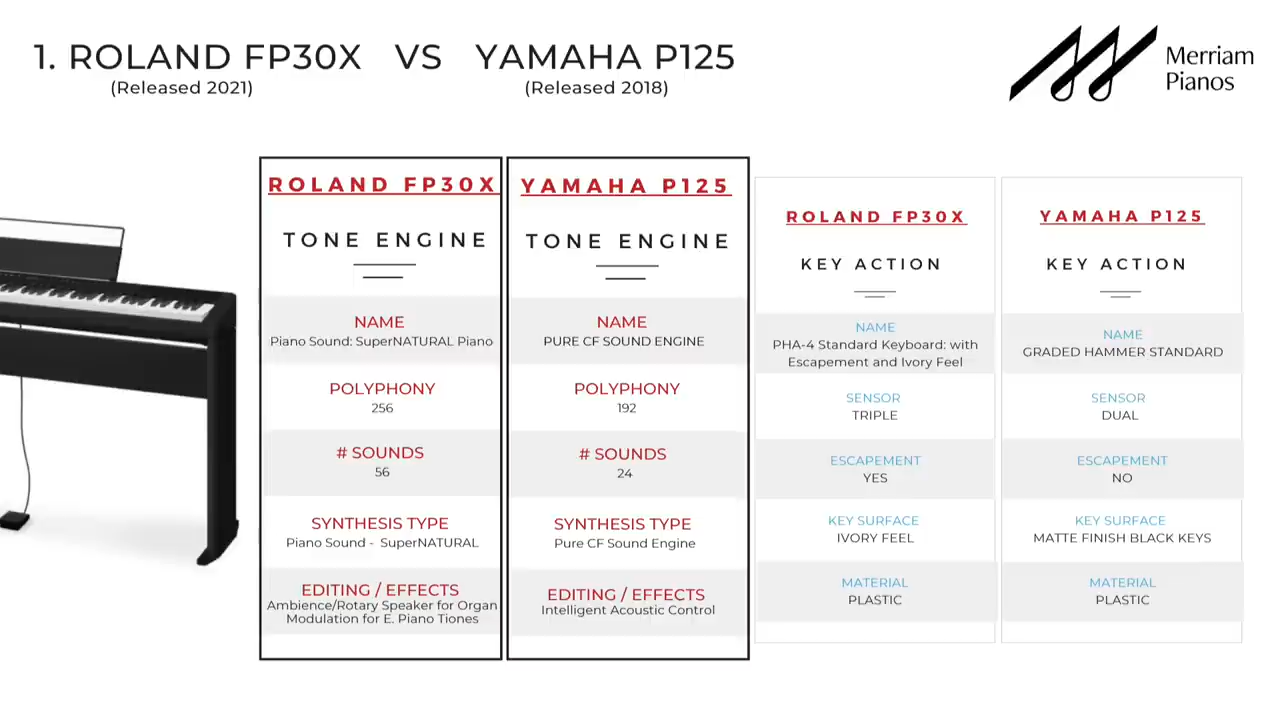 1. ROLAND FP30X VS YAMAHA P125
(Released 2021)
(Released 2018)
Merriam
Pianos
ROLAND FP30X
TONE ENGINE
NAME
Piano Sound: SuperNATURAL Piano
POLYPHONY
256
# SOUNDS
56
SYNTHESIS TYPE
Piano Sound - SuperNATURAL
EDITING / EFFECTS
Ambience/Rotary Speaker for Organ
Modulation for E. Piano Tiones
YAMAHA P125
TONE ENGINE
NAME
PURE CF SOUND ENGINE
POLYPHONY
192
# SOUNDS
24
SYNTHESIS TYPE
Pure CF Sound Engine
EDITING / EFFECTS
Intelligent Acoustic Control
ROLAND FP30X
KEY ACTION
NAME
PHA-4 Standard Keyboard: with
Escapement and Ivory Feel
SENSOR
TRIPLE
ESCAPEMENT
YES
KEY SURFACE
IVORY FEEL
MATERIAL
PLASTIC
YAMAHA P125
KEY ACTION
NAME
GRADED HAMMER STANDARD
SENSOR
DUAL
ESCAPEMENT
NO
KEY SURFACE
MATTE FINISH BLACK KEYS
MATERIAL
PLASTIC